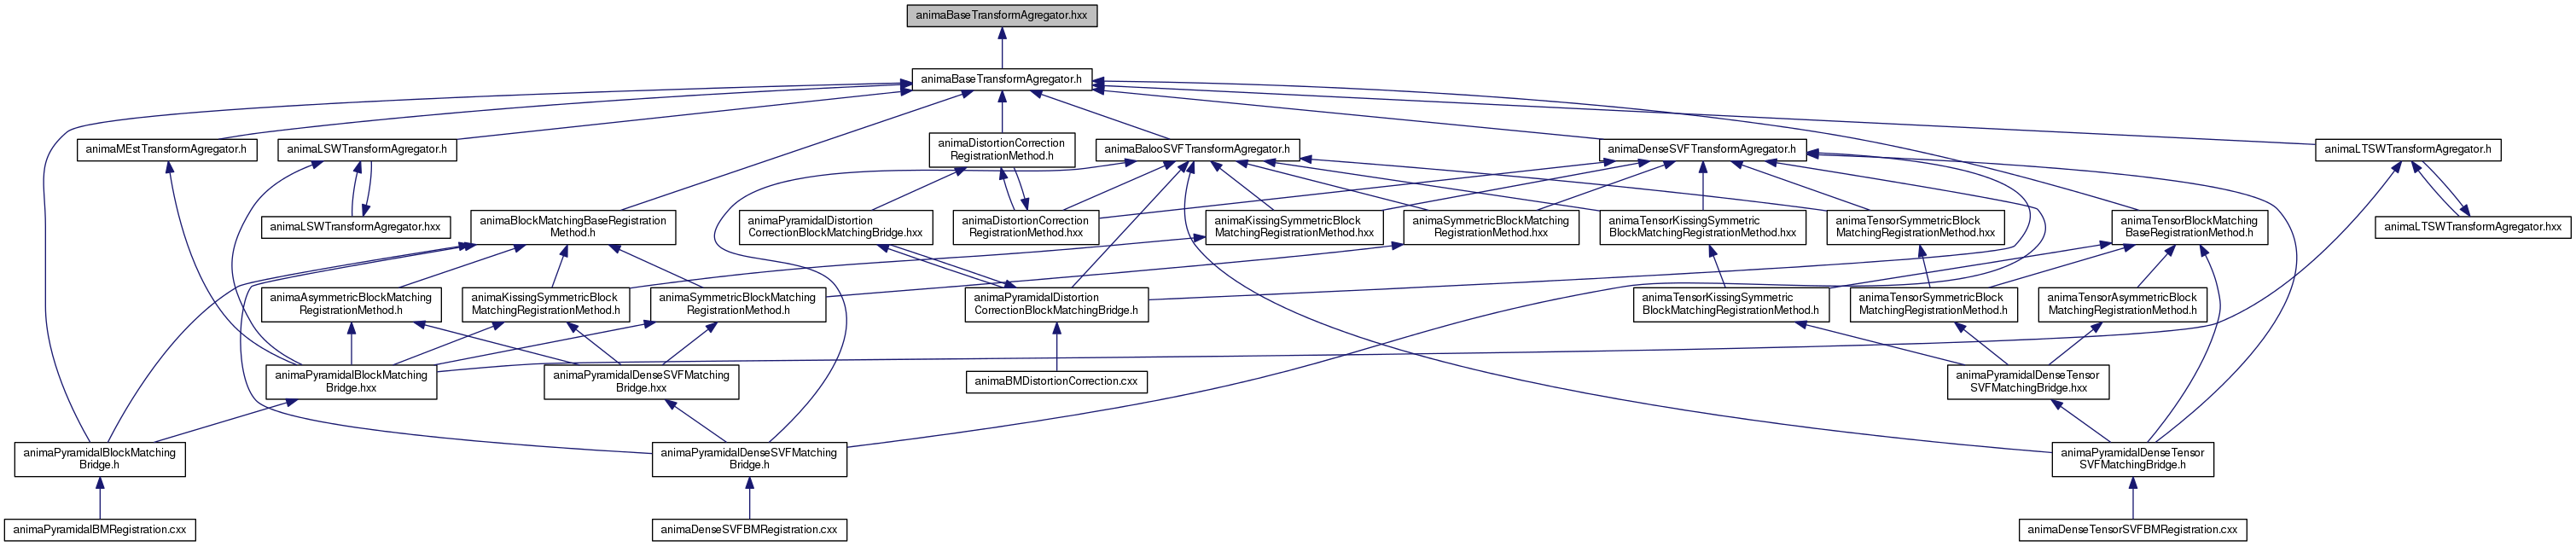 animaBaseTransformAgregator.hxx
animaBaseTransformAgregator.h
animaMEstTransformAgregator.h
animaLSWTransformAgregator.h
animaDistortionCorrection
RegistrationMethod.h
animaBalooSVFTransformAgregator.h
animaDenseSVFTransformAgregator.h
animaLTSWTransformAgregator.h
animaLSWTransformAgregator.hxx
animaBlockMatchingBaseRegistration
Method.h
animaPyramidalDistortion
CorrectionBlockMatchingBridge.hxx
animaDistortionCorrection
RegistrationMethod.hxx
animaKissingSymmetricBlock
MatchingRegistrationMethod.hxx
animaSymmetricBlockMatching
RegistrationMethod.hxx
animaTensorKissingSymmetric
BlockMatchingRegistrationMethod.hxx
animaTensorSymmetricBlock
MatchingRegistrationMethod.hxx
animaTensorBlockMatching
BaseRegistrationMethod.h
animaLTSWTransformAgregator.hxx
animaAsymmetricBlockMatching
RegistrationMethod.h
animaKissingSymmetricBlock
MatchingRegistrationMethod.h
animaSymmetricBlockMatching
RegistrationMethod.h
animaPyramidalDistortion
CorrectionBlockMatchingBridge.h
animaTensorKissingSymmetric
BlockMatchingRegistrationMethod.h
animaTensorSymmetricBlock
MatchingRegistrationMethod.h
animaTensorAsymmetricBlock
MatchingRegistrationMethod.h
animaPyramidalBlockMatching
Bridge.hxx
animaPyramidalDenseSVFMatching
Bridge.hxx
animaBMDistortionCorrection.cxx
animaPyramidalDenseTensor
SVFMatchingBridge.hxx
animaPyramidalBlockMatching
Bridge.h
animaPyramidalDenseSVFMatching
Bridge.h
animaPyramidalDenseTensor
SVFMatchingBridge.h
animaPyramidalBMRegistration.cxx
animaDenseSVFBMRegistration.cxx
animaDenseTensorSVFBMRegistration.cxx